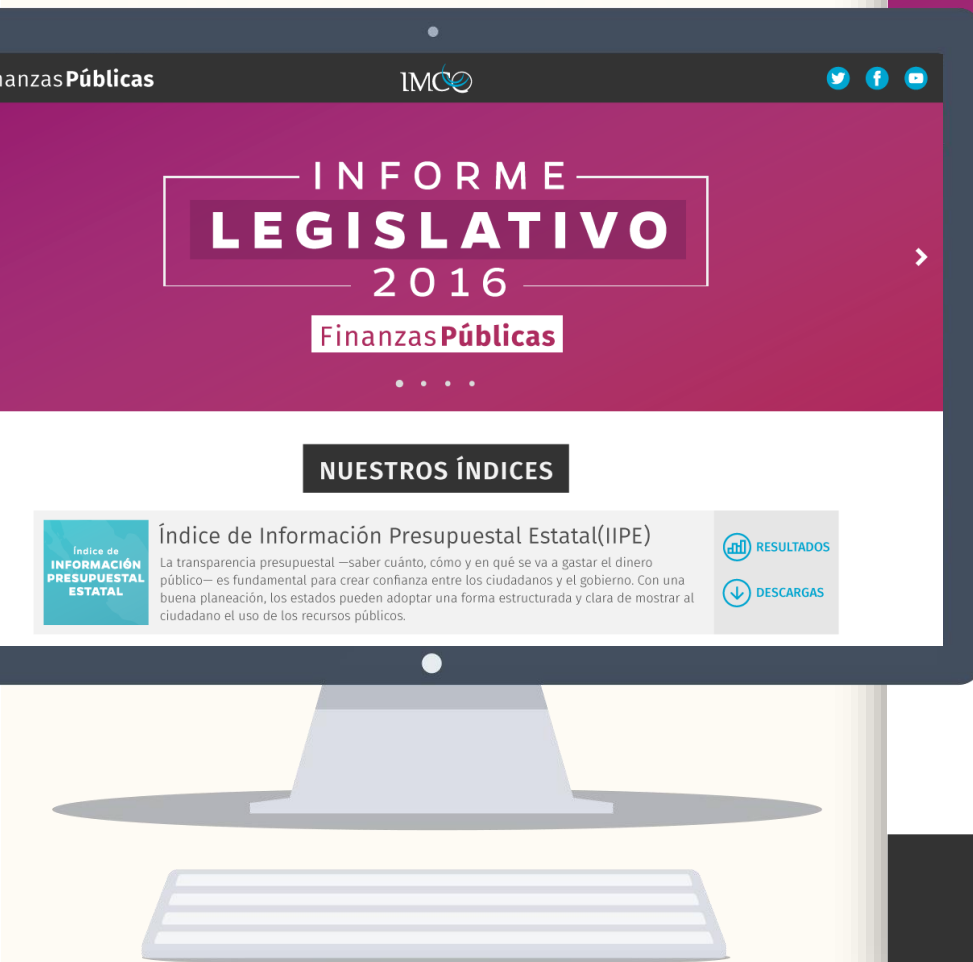 nanzasPúblicas
IMCO
INFORME
LEGISLATIVO
2016
FinanzasPúblicas
NUESTROS ÍNDICES
Índice de
INFORMACIÓN
PRESUPUESTAL
ESTATAL
Índice de Información Presupuestal Estatal(IIPE)
La transparencia presupuestal —saber cuánto, cómo y en qué se va a gastar el dinero
público— es fundamental para crear confianza entre los ciudadanos y el gobierno. Con una
buena planeación, los estados pueden adoptar una forma estructurada y clara de mostrar al
ciudadano el uso de los recursos públicos.
RESULTADOS
DESCARGAS